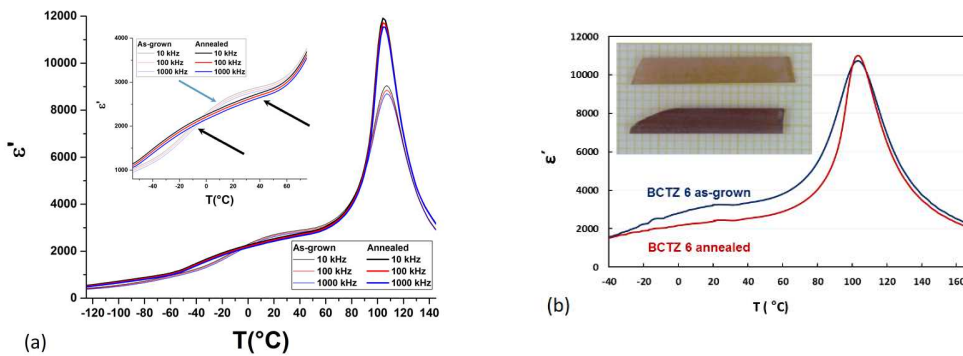 12000
10000
8000
6000
4000
2000
0
ε'
-120 -100 -80 -60 -40 -20 0 20 40 60 80 100 120 140
T(°C)
(a)
4000
3000
2000
1000
ε'
-40 -20 0 20 40 60
T(°C)
As-grown Annealed
10 kHz 10 kHz
100 kHz 100 kHz
1000 kHz 1000 kHz
As-grown Annealed
10 kHz 10 kHz
100 kHz 100 kHz
1000 kHz 1000 kHz
12000
10000
8000
6000
4000
2000
0
ε'
BCTZ 6 as-grown
BCTZ 6 annealed
-40 -20 0 20 40 60 80 100 120 140 160
T ( °C)
(b)